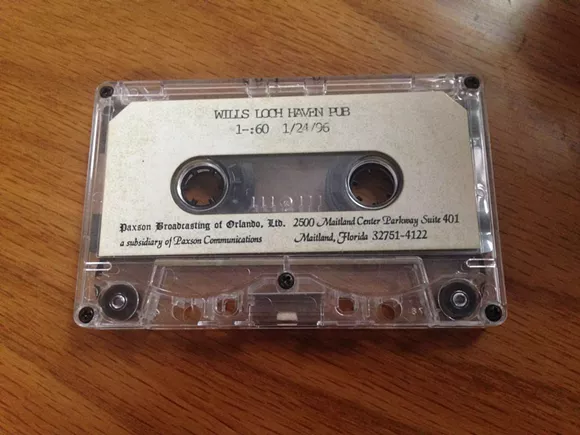 WILLS LOCH HAVEN PUB
1-:60 1/24/96
Paxson Broadcasting of Orlando, Ltd. 2500 Maitland Center Parkway Suite 401
a subsidiary of Paxson Communications Maitland, Florida 32751-4122